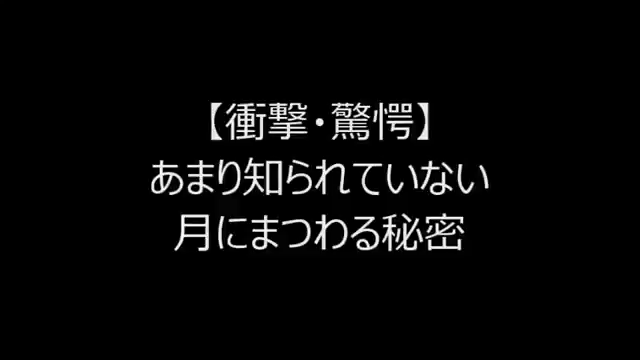 【衝撃・驚愕】
あまり知られていない
月にまつわる秘密